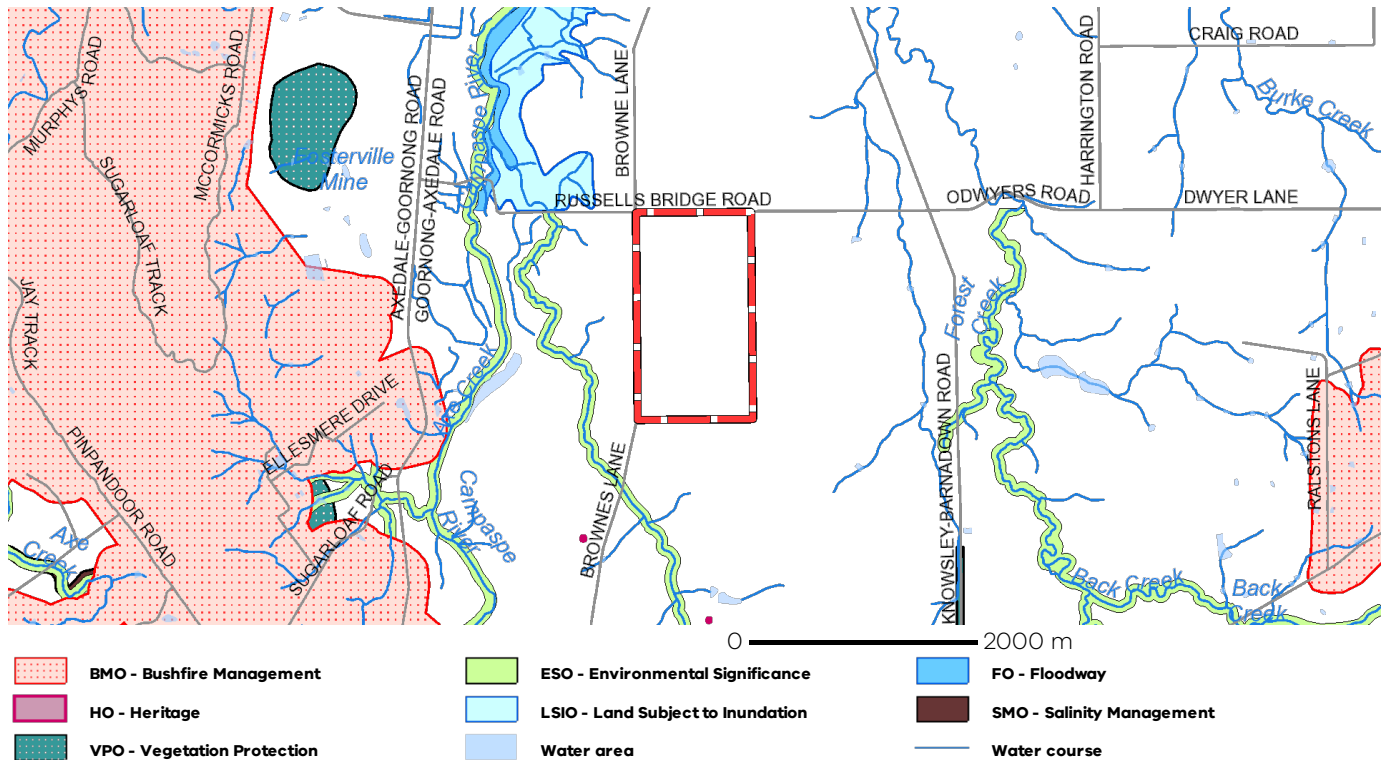 CRAIG ROAD
HARRINGTON ROAD
MURPHYS ROAD
MCCORMICKS ROAD
AXEDALE-GOORNONG ROAD
GOORNONG-AXEDALE ROAD
Campaspe River
BROWNE LANE
Burke Creek
Fosterville
Mine
SUGARLOAF TRACK
RUSSELLS BRIDGE ROAD
ODWYERS ROAD
DWYER LANE
JAY TRACK
Forest
Creek
Axe Creek
ELLESMERE DRIVE
KNOWSLEY-BARNADOWN ROAD
RALSTONS LANE
PINPANDOOR ROAD
SUGARLOAF ROAD
Campaspe
River
BROWNES LANE
Axe
Creek
Back Creek
Back
Creek
0 2000 m
BMO - Bushfire Management
ESO - Environmental Significance
FO - Floodway
HO - Heritage
LSIO - Land Subject to Inundation
SMO - Salinity Management
VPO - Vegetation Protection
Water area
Water course